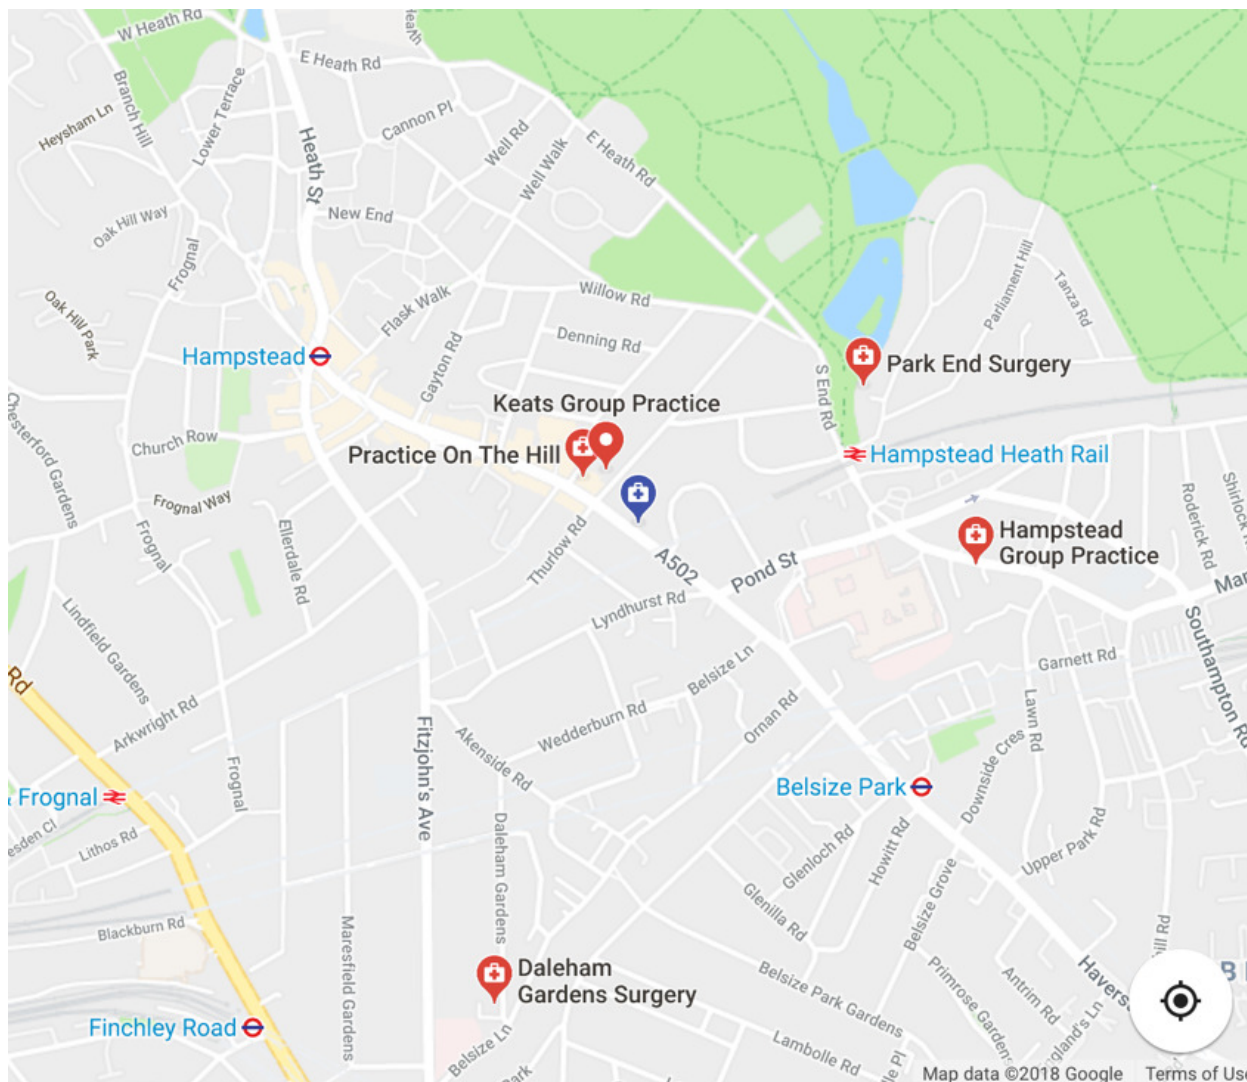 W Heath Rd
Heath
E Heath Rd
Branch Hill
Heysham Ln
Lower Terrace
Cannon Pl
Heath St
Well Rd
Well Walk
E Heath Rd
Oak Hill Way
New End
Frognal
Parliament Hill
Tanza Rd
Oak Hill Park
Flask Walk
Willow Rd
Denning Rd
Hampstead
Gayton Rd
S End Rd
Park End Surgery
Chesterford Gardens
Keats Group Practice
Church Row
Practice On The Hill
Hampstead Heath Rail
Frognal Way
Roderick Rd
Frognal
Ellerdale Rd
Thurlow Rd
A502
Pond St
Hampstead
Group Practice
Lyndhurst Rd
Lindfield Gardens
Southampton Rd
Garnett Rd
Rd
Belsize Ln
Arkwright Rd
Wedderburn Rd
Ornan Rd
Lawn Rd
Akenside Rd
Fitzjohn's Ave
Frognal
Downside Cres
& Frognal
Belsize Park
Lithos Rd
Daleham Gardens
Glenloch Rd
Howitt Rd
Upper Park Rd
Glenilla Rd
Belsize Grove
Blackburn Rd
Maresfield Gardens
Daleham
Gardens Surgery
Belsize Park Gardens
Primrose Gardens
Antrim Rd
Finchley Road
Belsize Ln
Lambolle Rd
Park
Map data ©2018 Google
Terms of Use